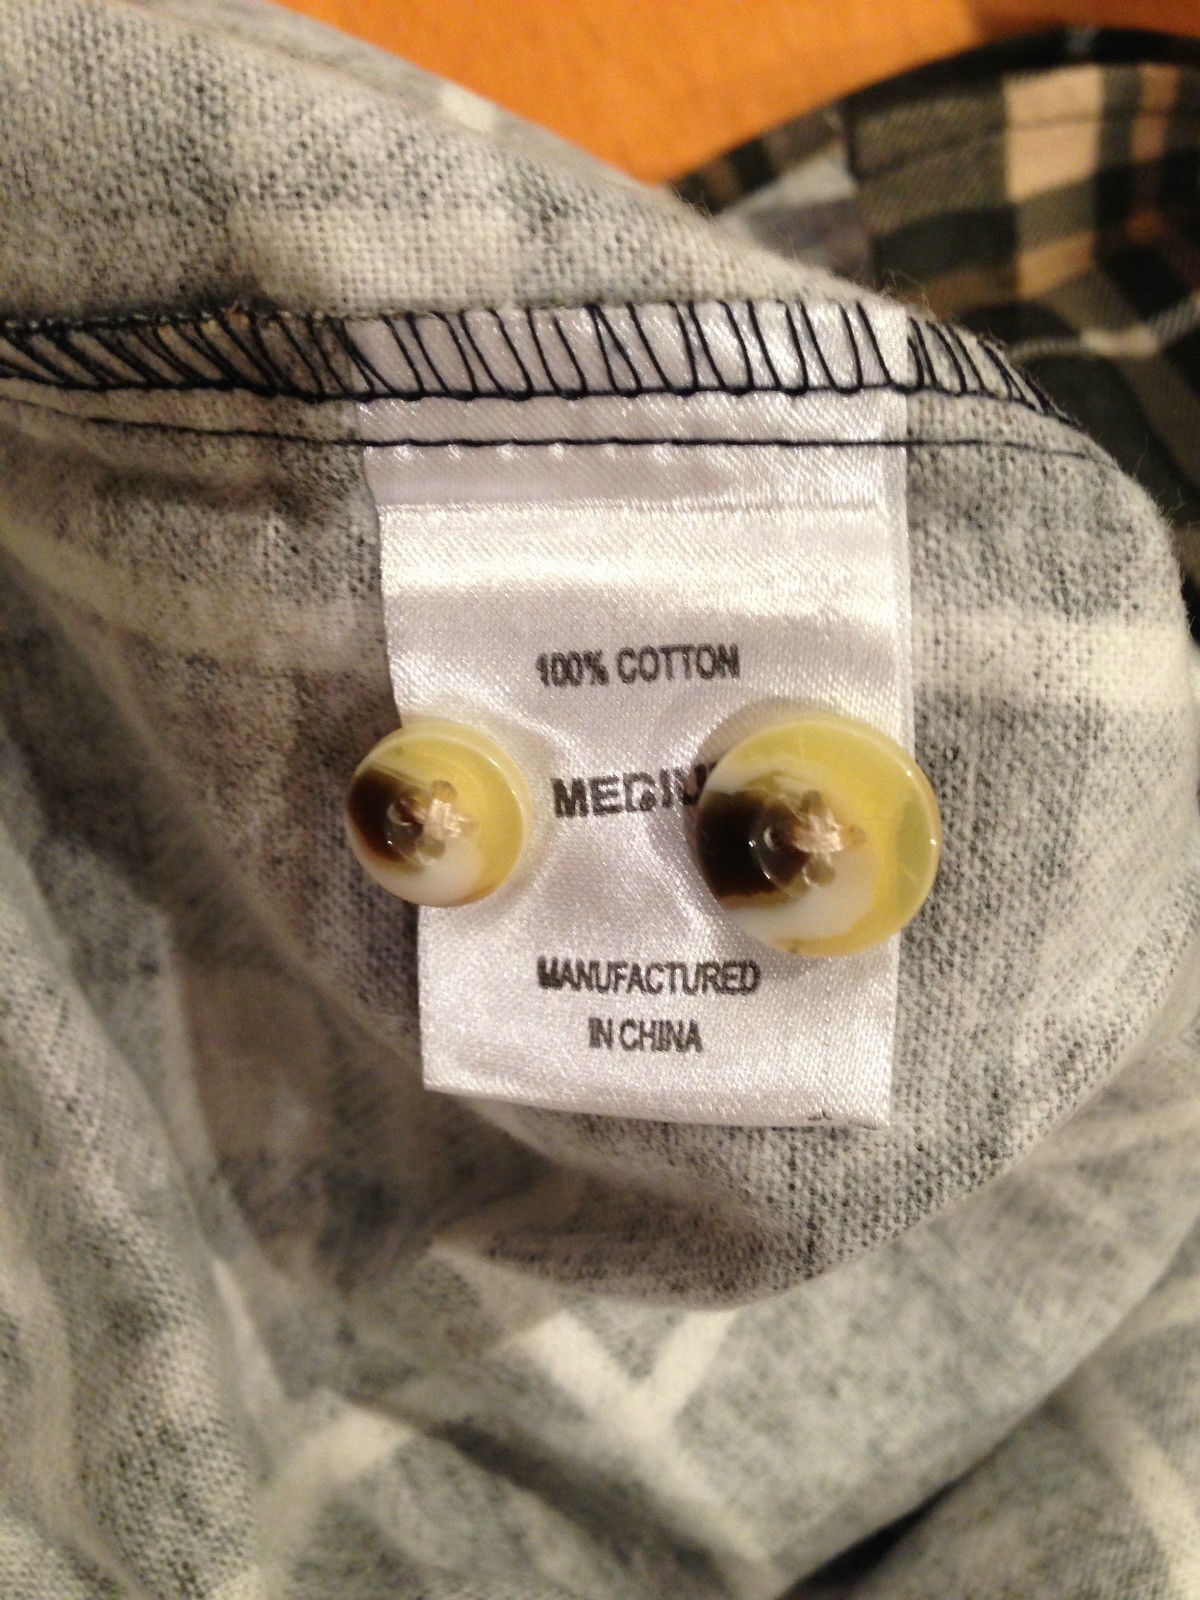 100% COTTON
MEDIU
MANUFACTURED
IN CHINA